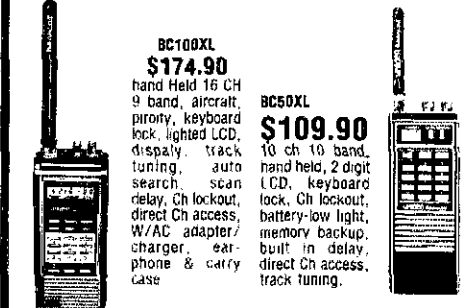 BC100XL
$174.90
hand Held 16 CH
9 band, aircraft,
prority, keyboard
lock, lighted LCD,
dispaly, track
tuning, auto
search, scan
delay, Ch lockout,
direct Ch access,
W/AC adapter/
charger, ear-
phone & carry
case
BC50XL
$109.90
10 ch 10 band,
hand held, 2 digit
LCD, keyboard
lock, Ch lockout,
battery-low light,
memory backup,
built in delay,
direct Ch access,
track tuning.